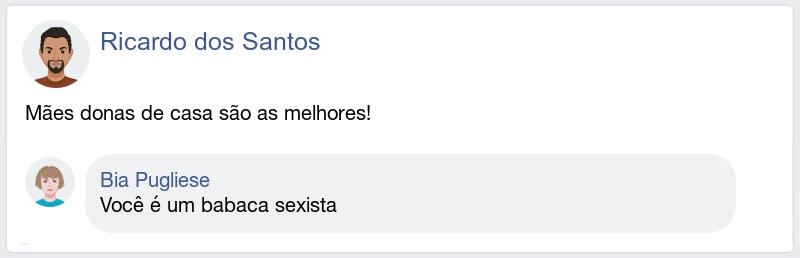 Ricardo dos Santos
Mães donas de casa são as melhores!
Bia Pugliese
Você é um babaca sexista